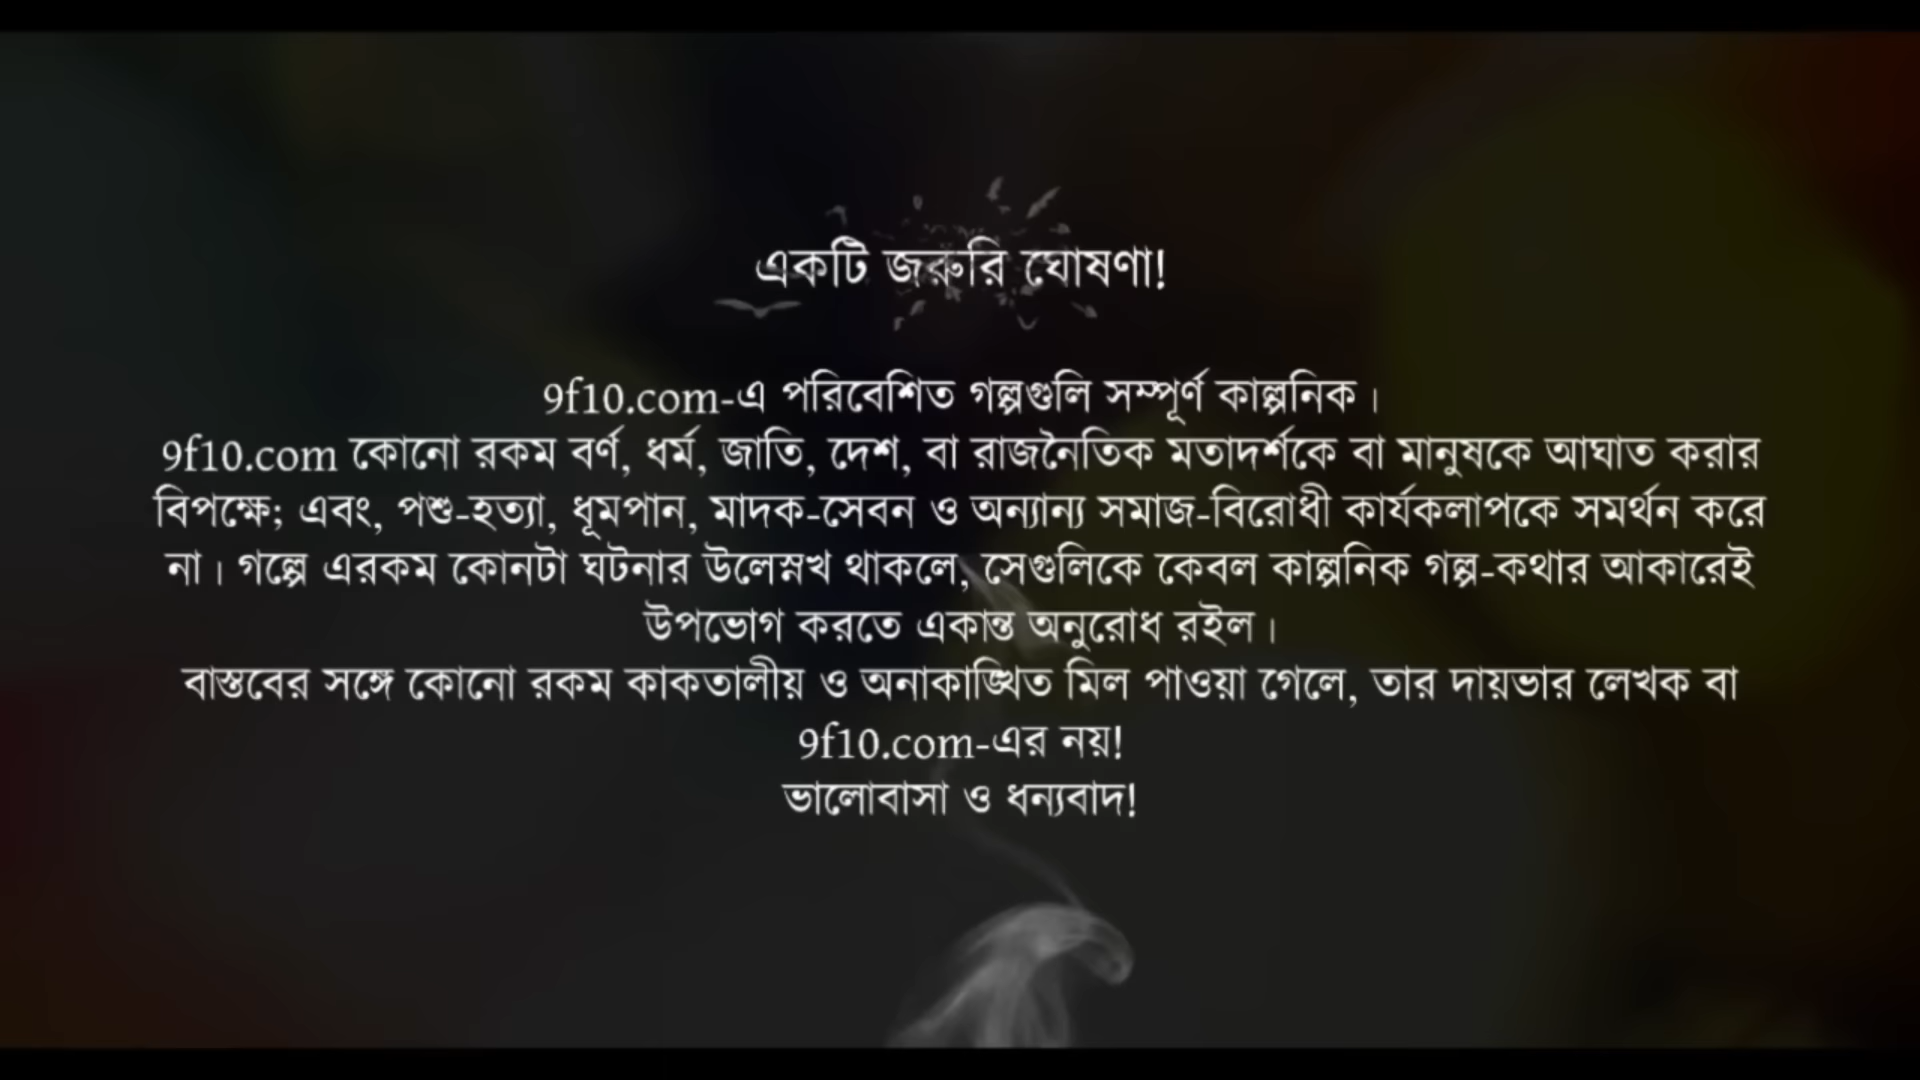 একটি জরুরি ঘোষণা!
9f10.com-এ পরিবেশিত গল্পগুলি সম্পূর্ণ কাল্পনিক।
9f10.com কোনো রকম বর্ণ, ধর্ম, জাতি, দেশ, বা রাজনৈতিক মতাদর্শকে বা মানুষকে আঘাত করার
বিপক্ষে; এবং, পশু-হত্যা, ধূমপান, মাদক-সেবন ও অন্যান্য সমাজ-বিরোধী কার্যকলাপকে সমর্থন করে
না। গল্পে এরকম কোনটা ঘটনার উলেস্নখ থাকলে, সেগুলিকে কেবল কাল্পনিক গল্প-কথার আকারেই
উপভোগ করতে একান্ত অনুরোধ রইল।
বাস্তবের সঙ্গে কোনো রকম কাকতালীয় ও অনাকাঙ্খিত মিল পাওয়া গেলে, তার দায়ভার লেখক বা
9f10.com-এর নয়!
ভালোবাসা ও ধন্যবাদ!